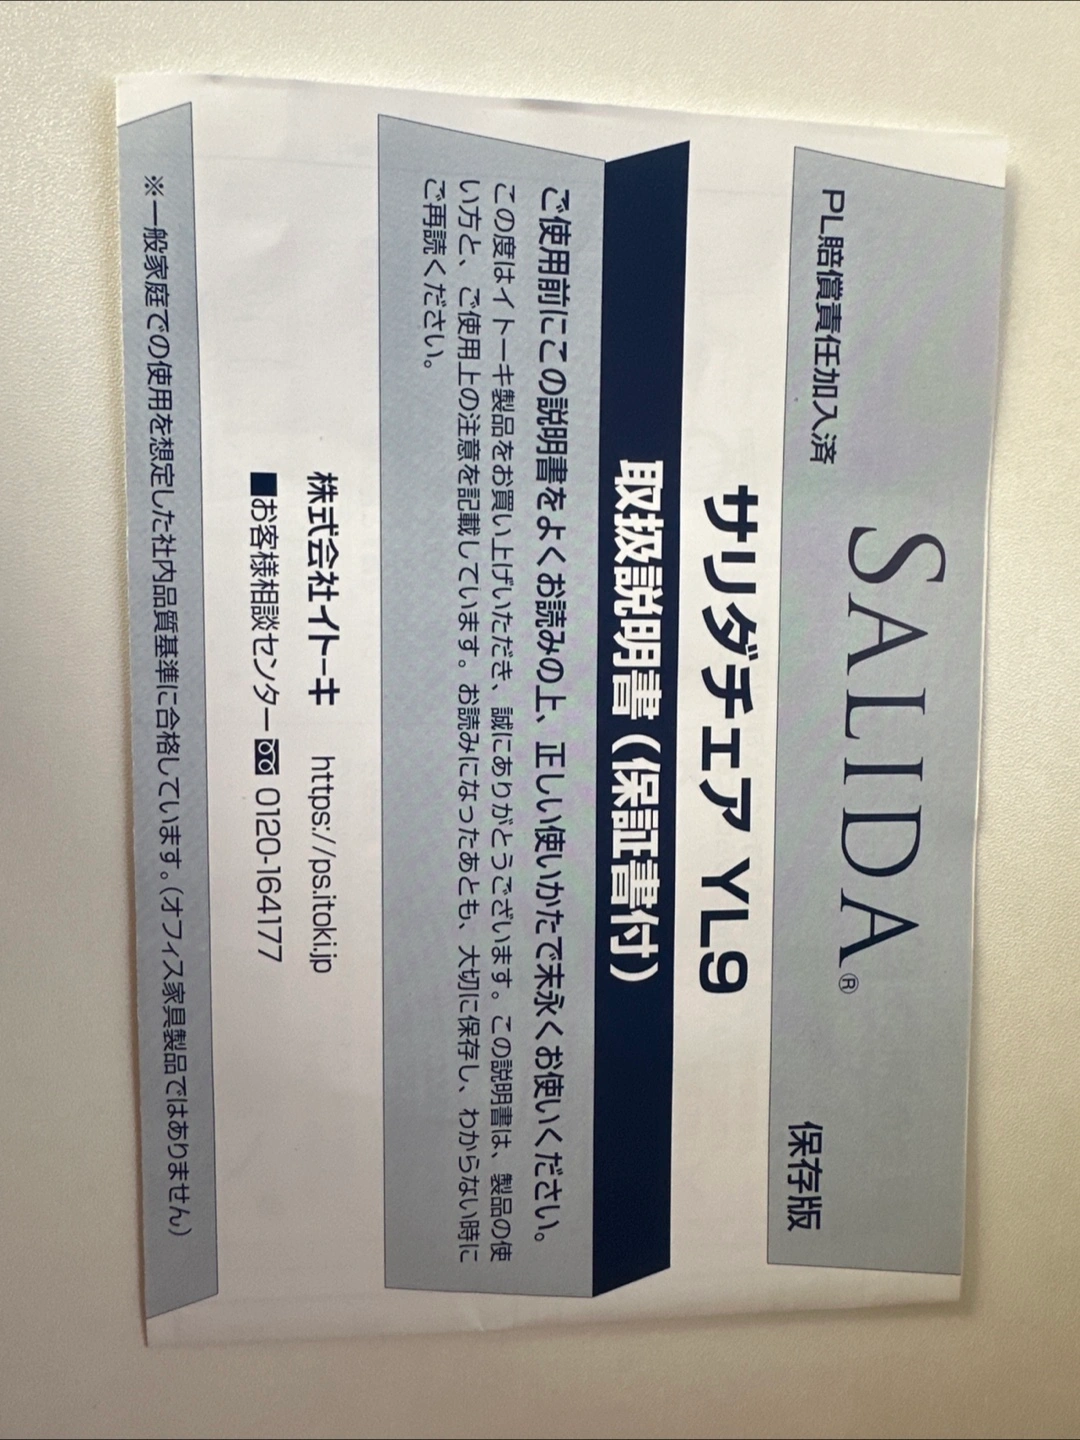 PL賠償責任加入済
SALIDA®
保存版
サリダチェア YL9
取扱説明書（保証書付）
ご使用前にこの説明書をよくお読みの上、正しい使いかたで末永くお使いください。
この度はイトーキ製品をお買い上げいただき、誠にありがとうございます。この説明書は、製品の使
い方と、ご使用上の注意を記載しています。お読みになったあとも、大切に保存し、わからない時に
ご再読ください。
株式会社イトーキ https://ps.itoki.jp
■お客様相談センター 0120-164177
※一般家庭での使用を想定した社内品質基準に合格しています。（オフィス家具製品ではありません）